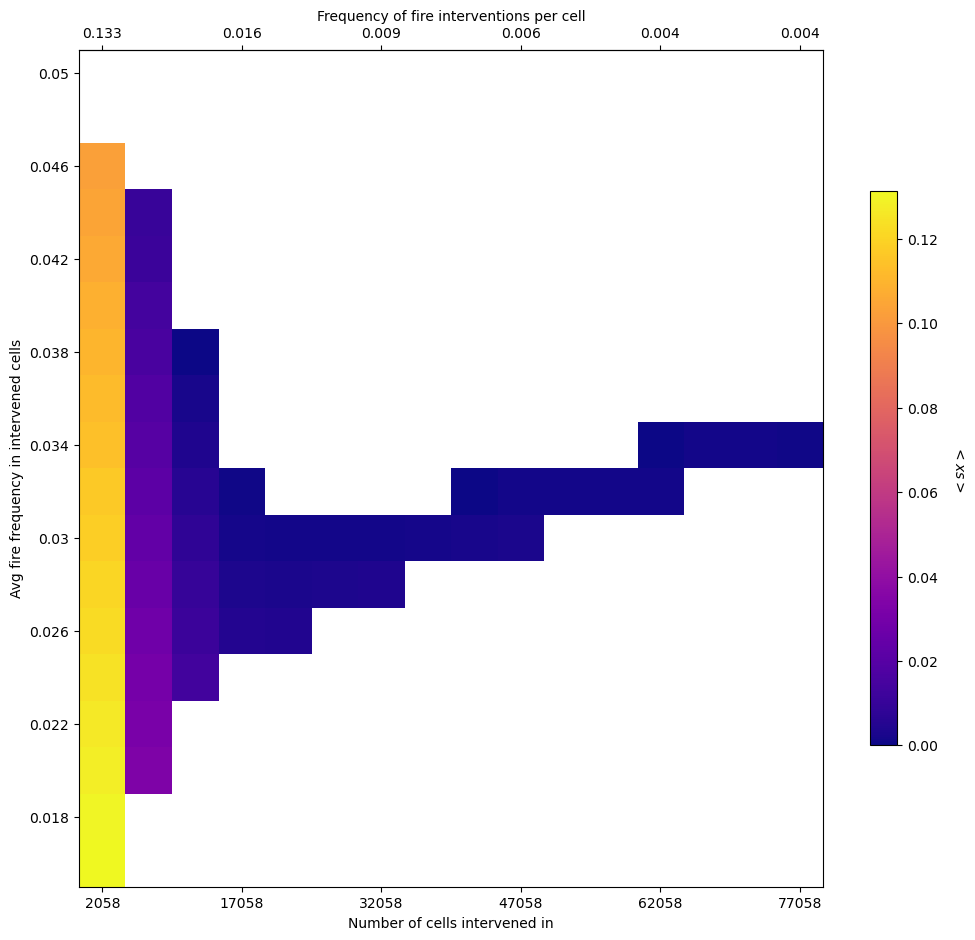 Frequency of fire interventions per cell
0.133 0.016 0.009 0.006 0.004 0.004
0.05
0.046
0.042
0.038
0.034
0.03
0.026
0.022
0.018
Avg fire frequency in intervened cells
2058 17058 32058 47058 62058 77058
Number of cells intervened in
0.12
0.10
0.08
0.06
0.04
0.02
0.00
< sx >